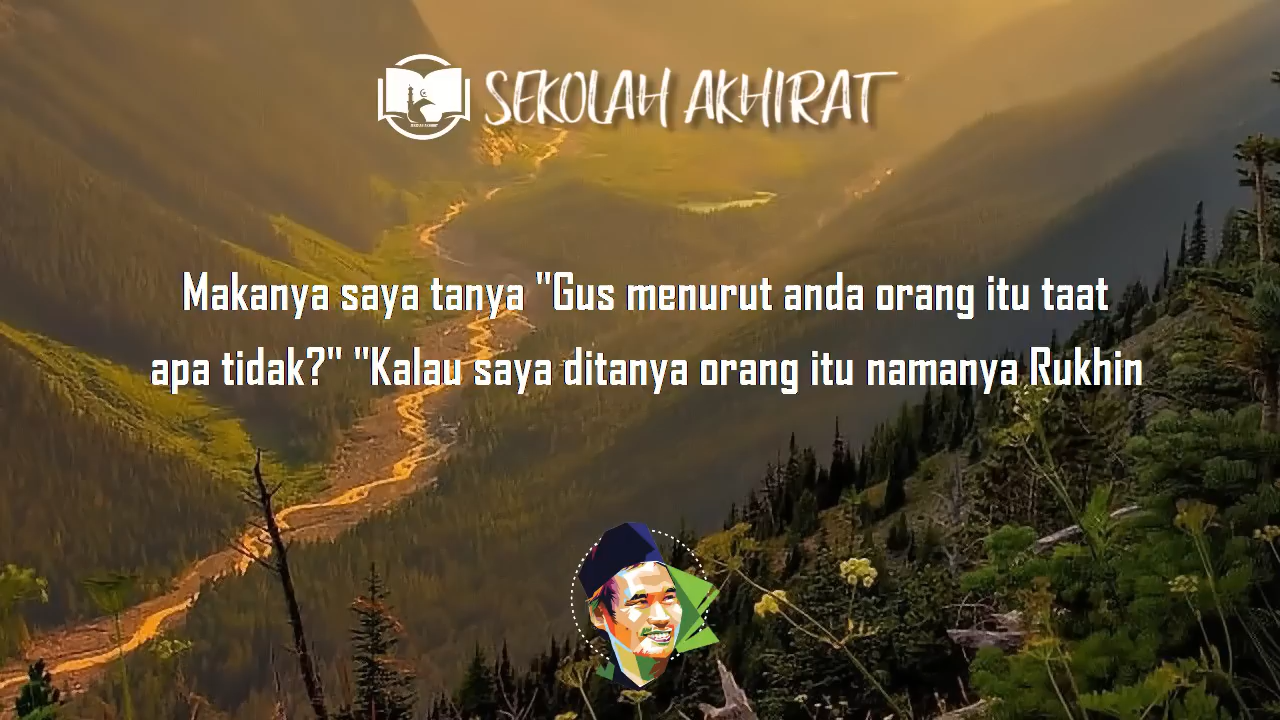 SEKOLAH AKHIRAT
Makanya saya tanya "Gus menurut anda orang itu taat
apa tidak?" "Kalau saya ditanya orang itu namanya Rukhin